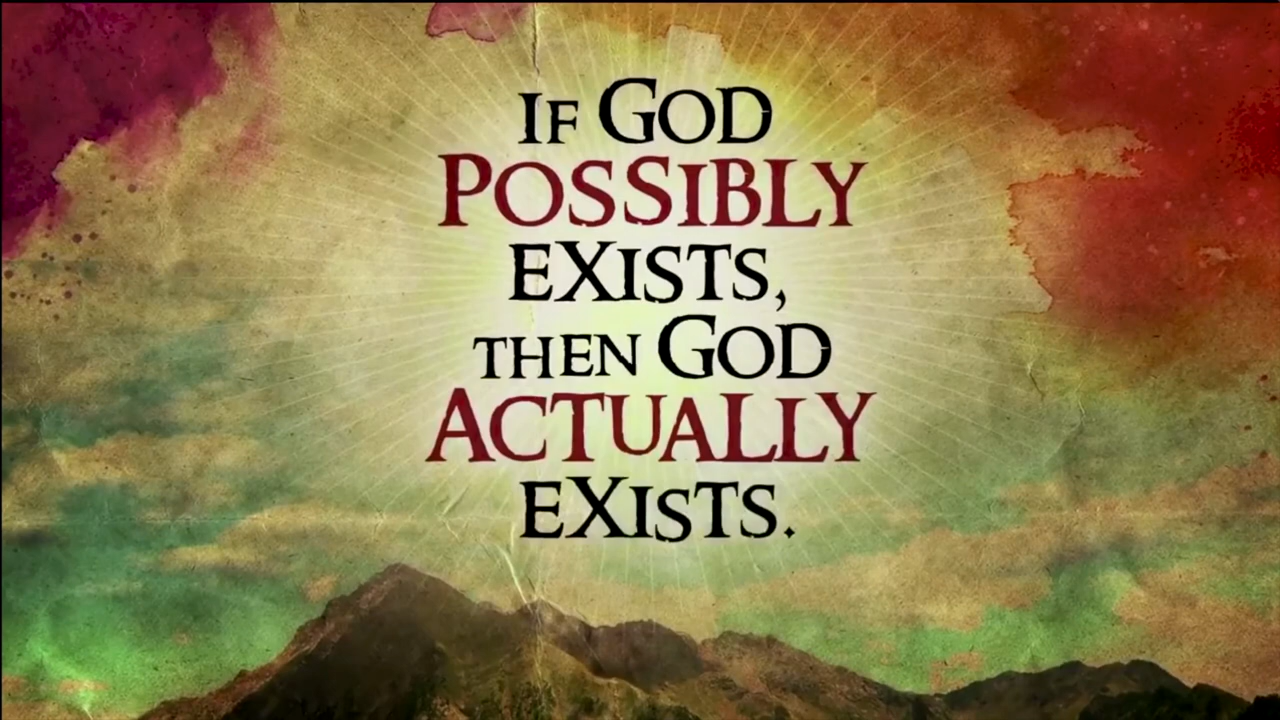 If God
Possibly
exists,
then God
Actually
exists.